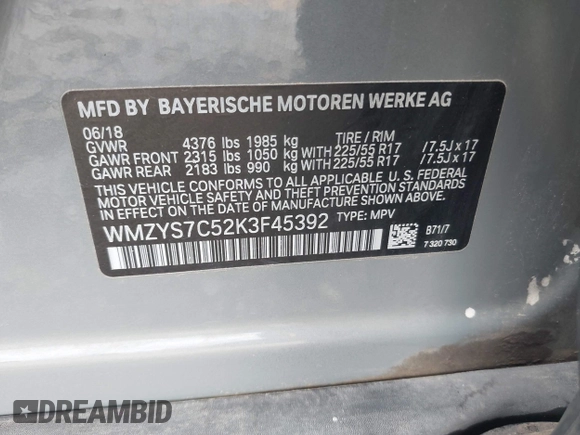 MFD BY BAYERISCHE MOTOREN WERKE AG
06/18 TIRE / RIM
GVWR 4376 lbs 1985 kg
GAWR FRONT 2315 lbs 1050 kg WITH 225/55 R17 /7.5J x 17
GAWR REAR 2183 lbs 990 kg WITH 225/55 R17 /7.5J x 17
THIS VEHICLE CONFORMS TO ALL APPLICABLE U. S. FEDERAL
MOTOR VEHICLE SAFETY, BUMPER, AND THEFT PREVENTION
STANDARDS IN EFFECT ON THE DATE OF MANUFACTURE SHOWN ABOVE.
WMZYS7C52K3F45392 TYPE: MPV
B71/7
7 320 730
DREAMBID